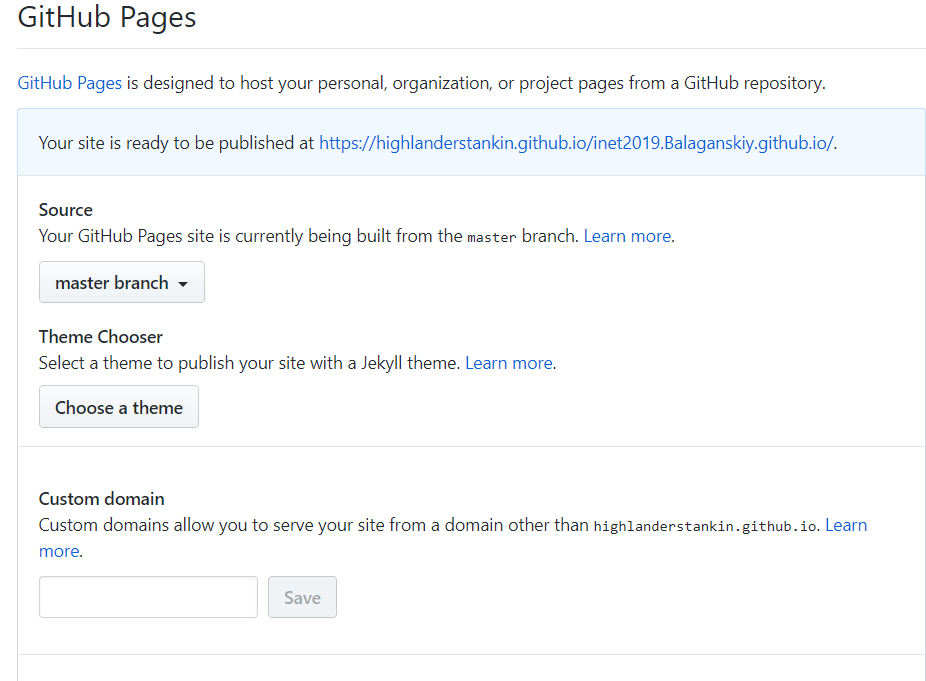 GitHub Pages
GitHub Pages is designed to host your personal, organization, or project pages from a GitHub repository.
Your site is ready to be published at https://highlanderstankin.github.io/inet2019.Balaganskiy.github.io/.
Source
Your GitHub Pages site is currently being built from the master branch. Learn more.
master branch
Theme Chooser
Select a theme to publish your site with a Jekyll theme. Learn more.
Choose a theme
Custom domain
Custom domains allow you to serve your site from a domain other than highlanderstankin.github.io. Learn
more.
Save